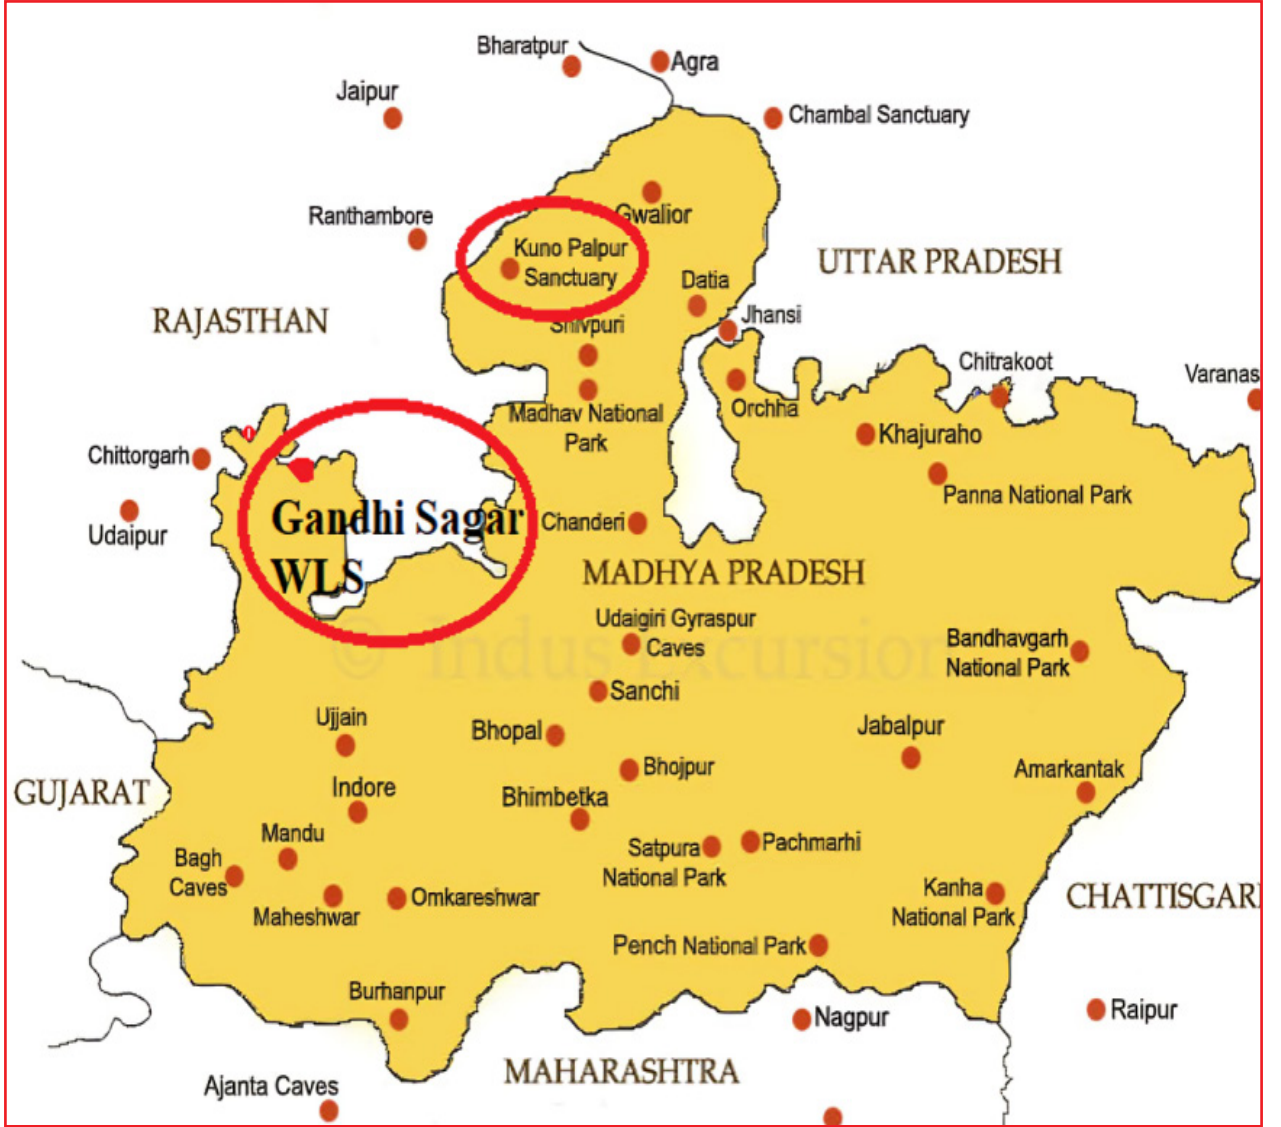 Bharatpur
Agra
Jaipur
Chambal Sanctuary
Ranthambore
Gwalior
Kuno Palpur
Sanctuary
UTTAR PRADESH
Datia
RAJASTHAN
Jhansi
Shivpuri
Chitrakoot
Varanas
Madhav National
Park
Orchha
Khajuraho
Chittorgarh
Panna National Park
Gandhi Sagar
WLS
Chanderi
Udaipur
MADHYA PRADESH
Udaigiri Gyraspur
Caves
Bandhavgarh
National Park
© Indus Excursion
Sanchi
Ujjain
Bhopal
Jabalpur
Bhojpur
Amarkantak
GUJARAT
Indore
Bhimbetka
Mandu
Satpura
National Park
Pachmarhi
Bagh
Caves
Omkareshwar
Kanha
National Park
CHATTISGAR
Maheshwar
Pench National Park
Burhanpur
Nagpur
Raipur
MAHARASHTRA
Ajanta Caves